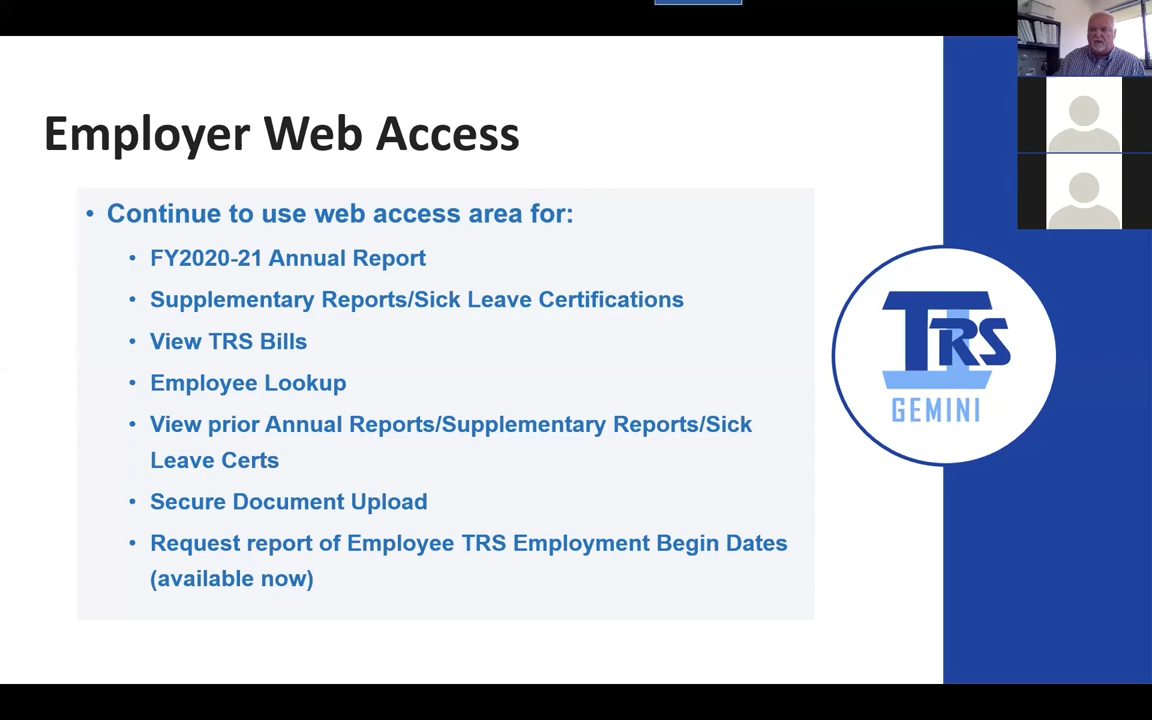 Employer Web Access
• Continue to use web access area for:
• FY2020-21 Annual Report
• Supplementary Reports/Sick Leave Certifications
• View TRS Bills
• Employee Lookup
• View prior Annual Reports/Supplementary Reports/Sick
Leave Certs
• Secure Document Upload
• Request report of Employee TRS Employment Begin Dates
(available now)
TRS
GEMINI